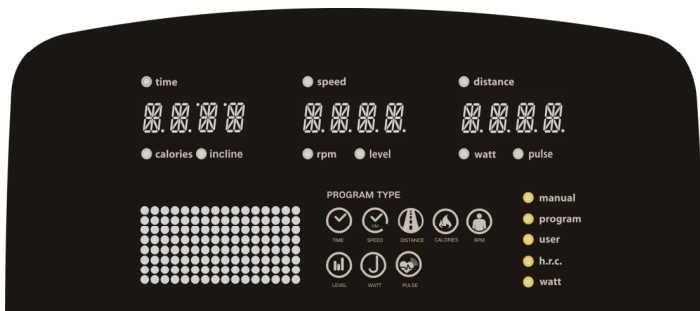 time speed distance
calories incline rpm level watt pulse
PROGRAM TYPE
TIME SPEED DISTANCE CALORIES RPM
LEVEL WATT PULSE
manual
program
user
h.r.c.
watt